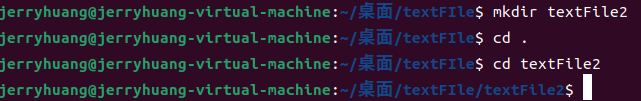 jerryhuang@jerryhuang-virtual-machine:~/桌面/textFIle$ mkdir textFile2
jerryhuang@jerryhuang-virtual-machine:~/桌面/textFIle$ cd .
jerryhuang@jerryhuang-virtual-machine:~/桌面/textFIle$ cd textFile2
jerryhuang@jerryhuang-virtual-machine:~/桌面/textFIle/textFile2$